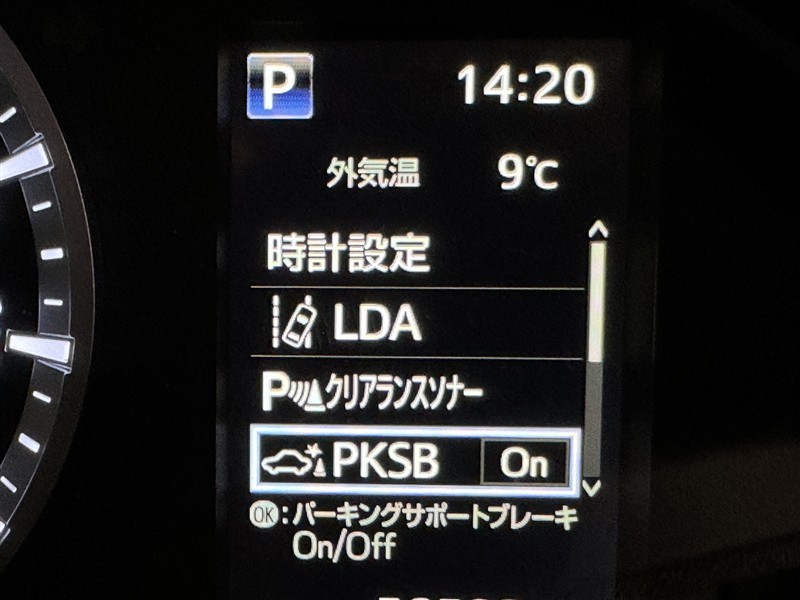 P 14:20
外気温 9℃
時計設定
LDA
Pクリアランスソナー
PKSB On
OK:パーキングサポートブレーキ
On/Off